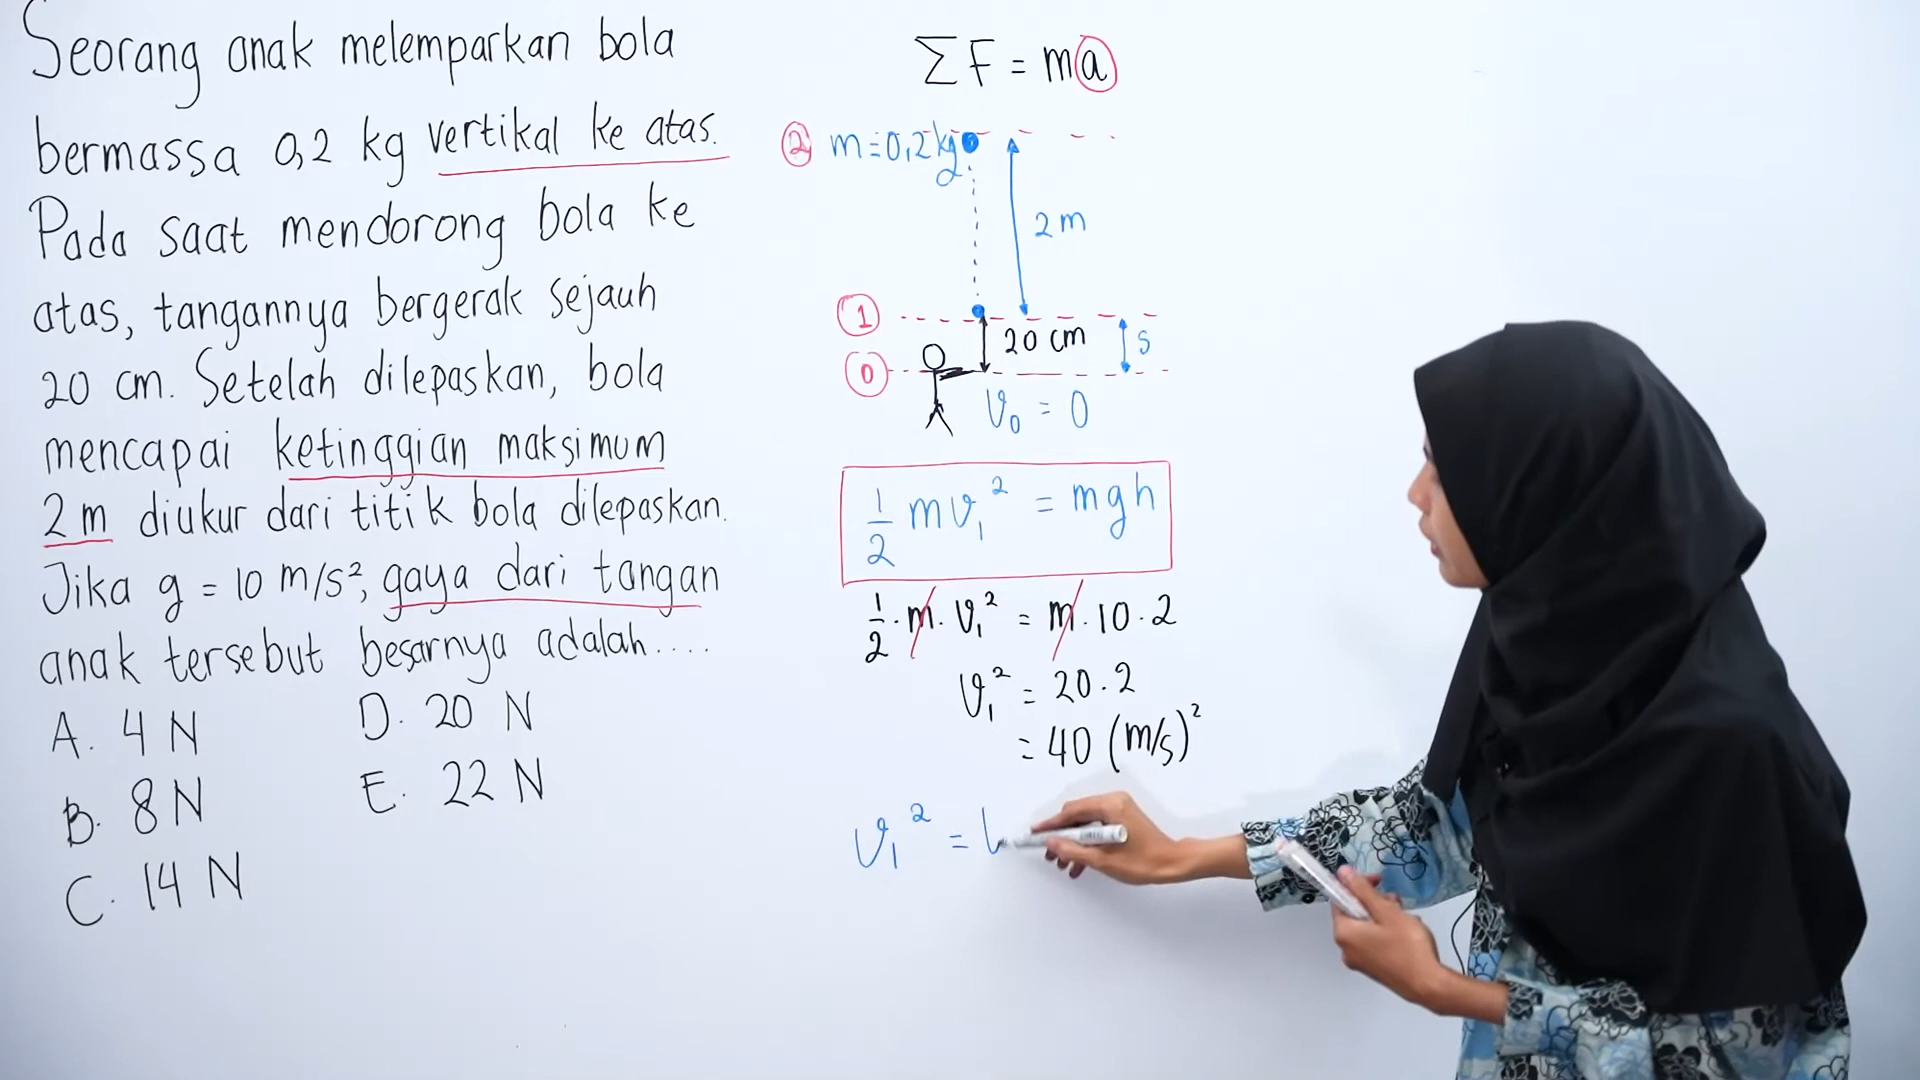 Seorang anak melemparkan bola
bermassa 0,2 kg vertikal ke atas.
Pada saat mendorong bola ke
atas, tangannya bergerak sejauh
20 cm. Setelah dilepaskan, bola
mencapai ketinggian maksimum
2 m diukur dari titik bola dilepaskan.
Jika g = 10 m/s², gaya dari tangan
anak tersebut besarnya adalah....
A. 4 N
B. 8 N
C. 14 N
D. 20 N
E. 22 N
ΣF = ma
2 m = 0,2 kg
2 m
1
20 cm
s
0
v₀ = 0
1/2 mv₁² = mgh
1/2 . m . v₁² = m . 10 . 2
v₁² = 20 . 2
= 40 (m/s)²
v₁² =